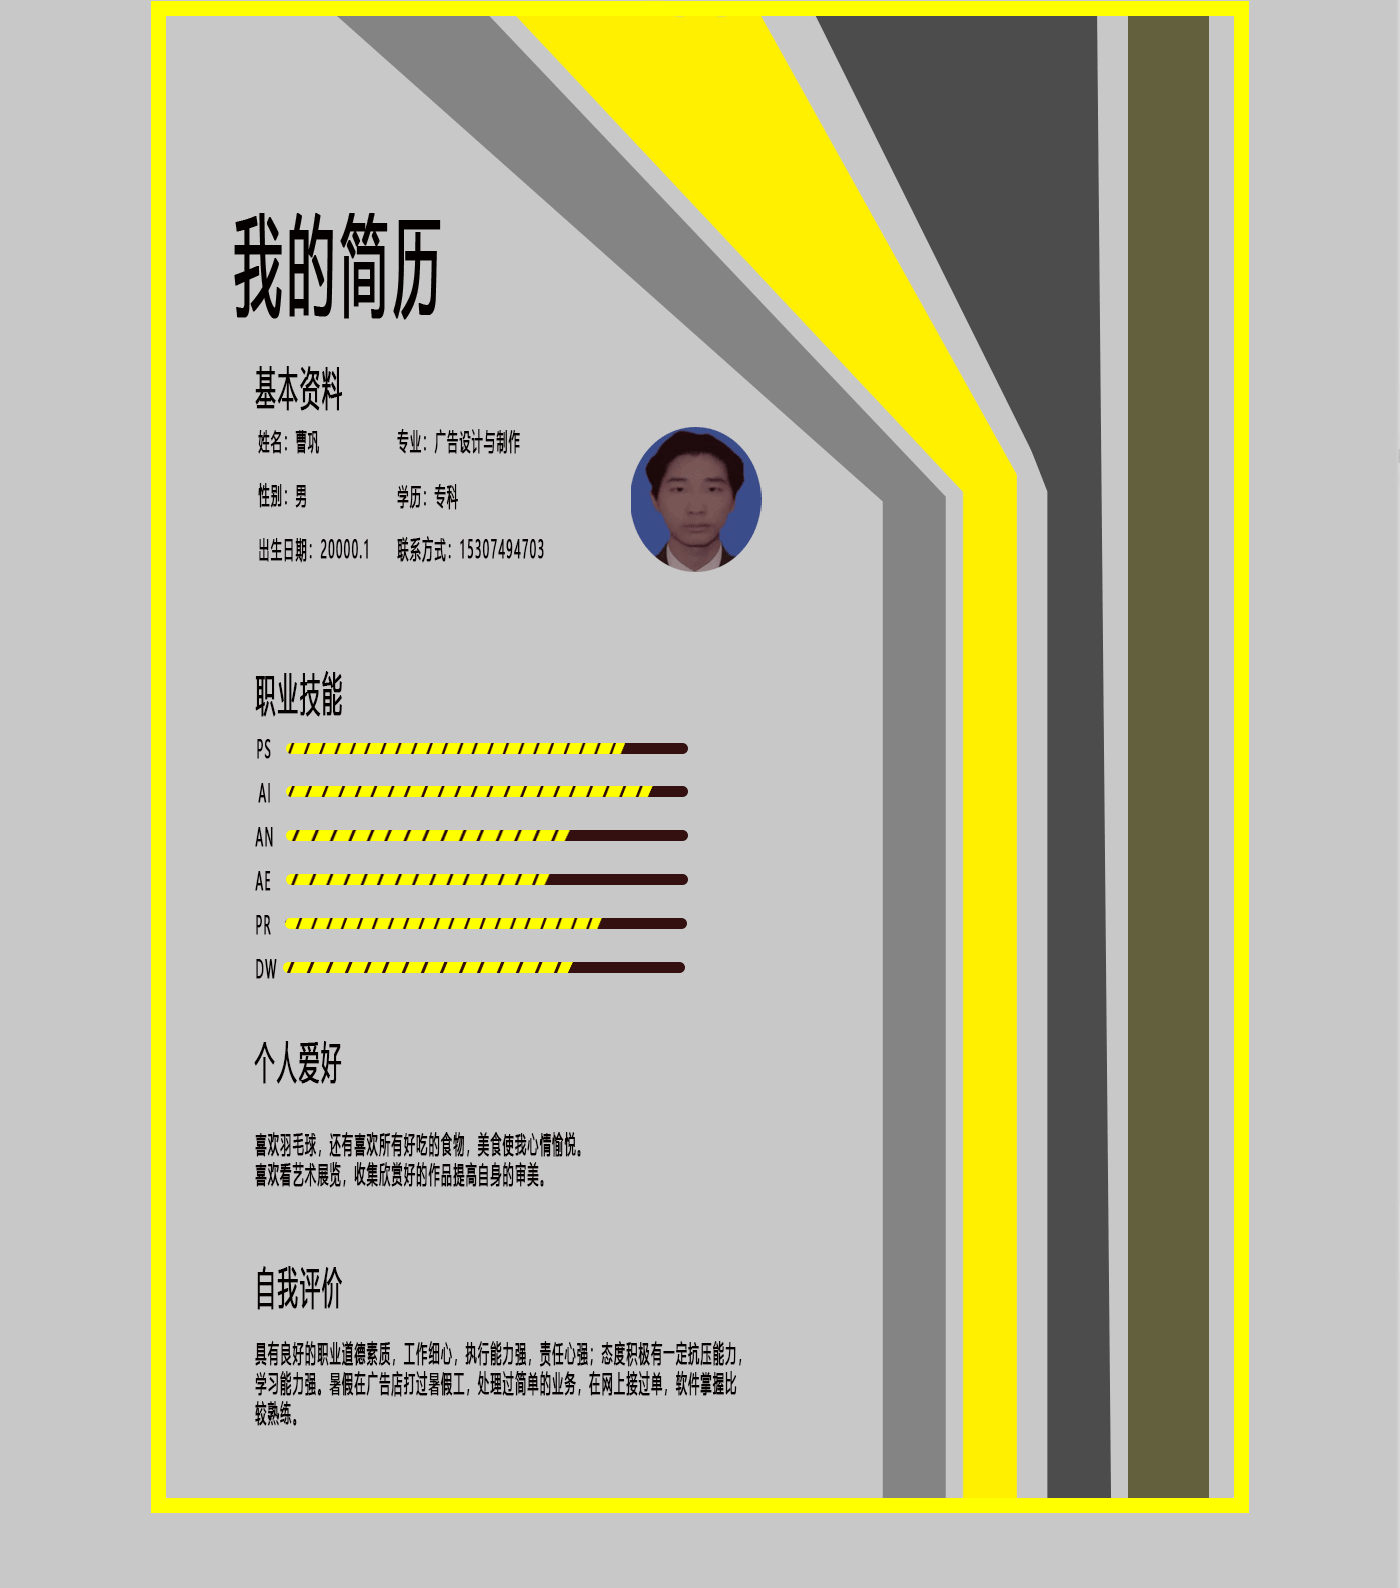 我的简历
基本资料
姓名：曹巩 专业：广告设计与制作
性别：男 学历：专科
出生日期：20000.1 联系方式：15307494703
职业技能
PS
AI
AN
AE
PR
DW
个人爱好
喜欢羽毛球，还有喜欢所有好吃的食物，美食使我心情愉悦。
喜欢看艺术展览，收集欣赏好的作品提高自身的审美。
自我评价
具有良好的职业道德素质，工作细心，执行能力强，责任心强；态度积极有一定抗压能力，
学习能力强。暑假在广告店打过暑假工，处理过简单的业务，在网上接过单，软件掌握比
较熟练。